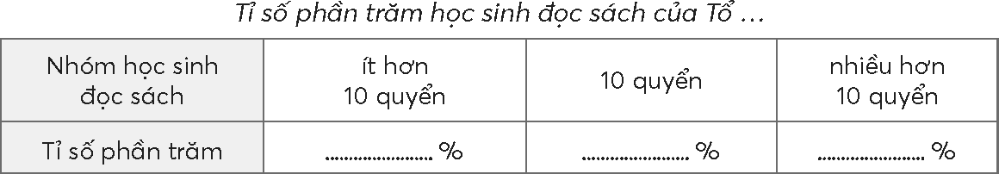 Tỉ số phần trăm học sinh đọc sách của Tổ ...
Nhóm học sinh
đọc sách
ít hơn
10 quyển
10 quyển
nhiều hơn
10 quyển
Tỉ số phần trăm
....................... %
....................... %
....................... %